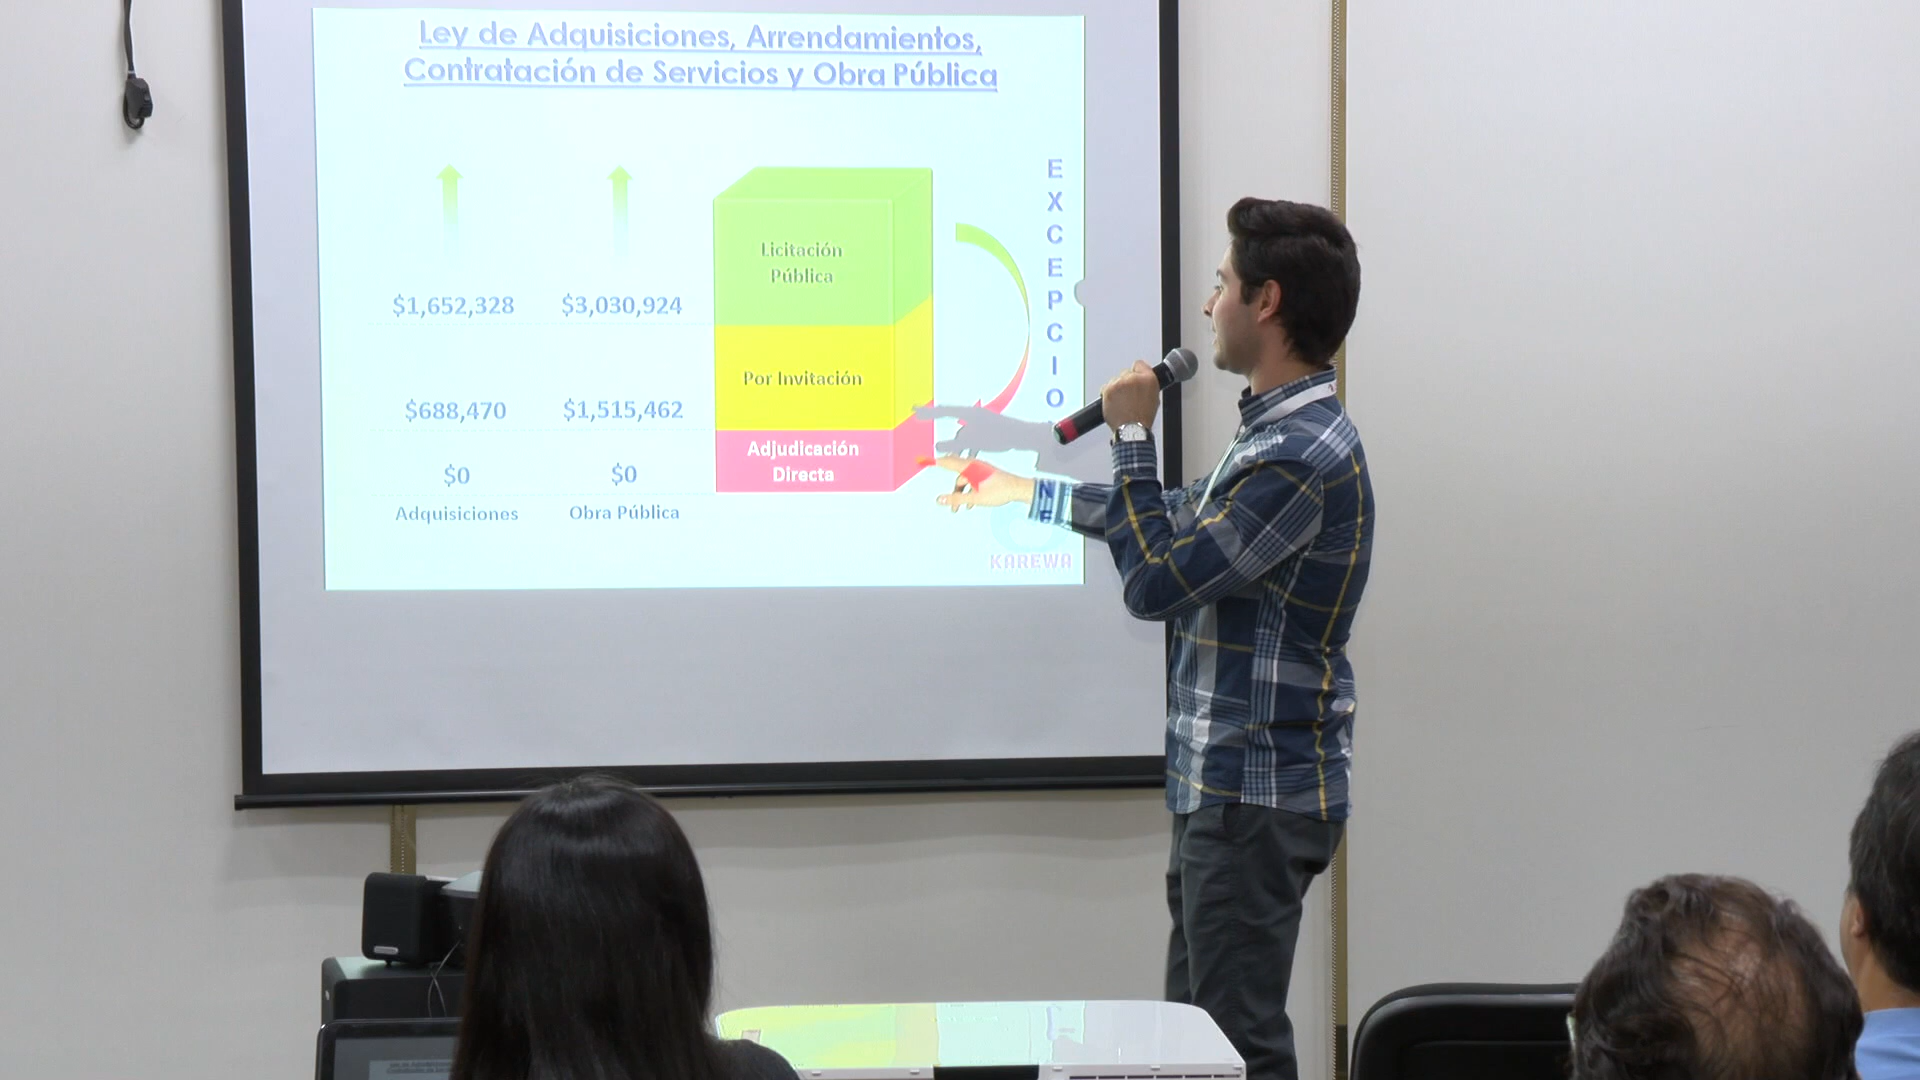 Ley de Adquisiciones, Arrendamientos,
Contratación de Servicios y Obra Pública
$1,652,328
$3,030,924
$688,470
$1,515,462
$0
$0
Adquisiciones
Obra Pública
Licitación
Pública
Por Invitación
Adjudicación
Directa
E
X
C
E
P
C
I
O
N
E
KAREWA